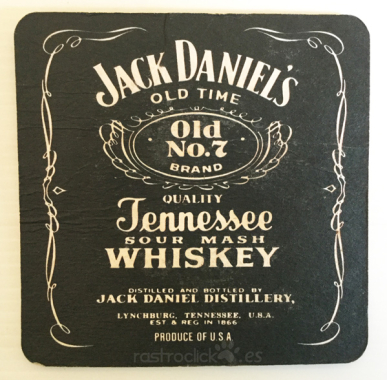 JACK DANIEL'S
OLD TIME
Old
No.7
BRAND
QUALITY
Tennessee
SOUR MASH
WHISKEY
DISTILLED AND BOTTLED BY
JACK DANIEL DISTILLERY,
LYNCHBURG, TENNESSEE, U.S.A.
EST & REG IN 1866
PRODUCE OF U S A
rastroclick.es